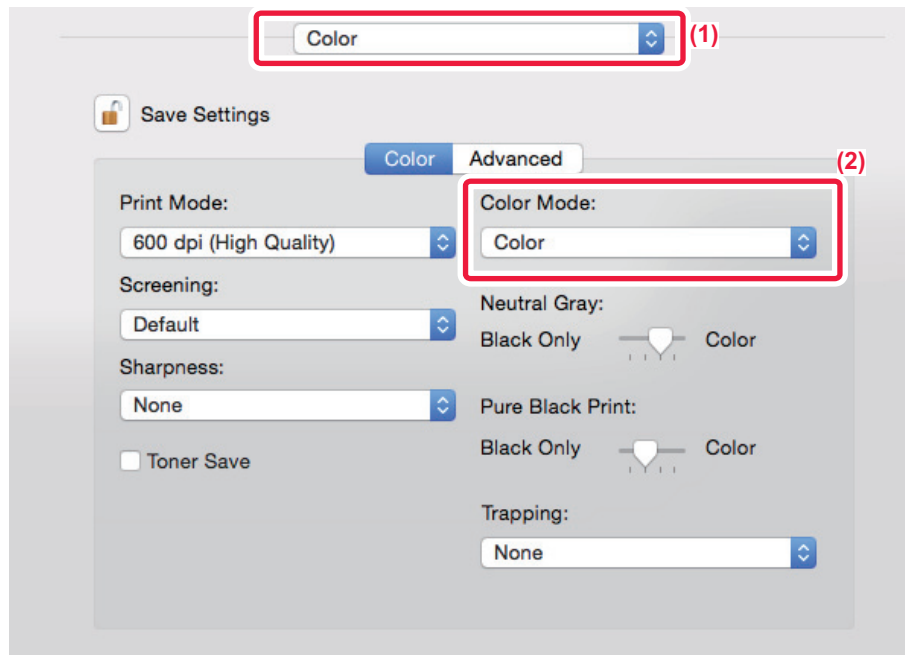 Color
(1)
Save Settings
Color Advanced
(2)
Print Mode:
600 dpi (High Quality)
Screening:
Default
Sharpness:
None
Toner Save
Color Mode:
Color
Neutral Gray:
Black Only Color
Pure Black Print:
Black Only Color
Trapping:
None